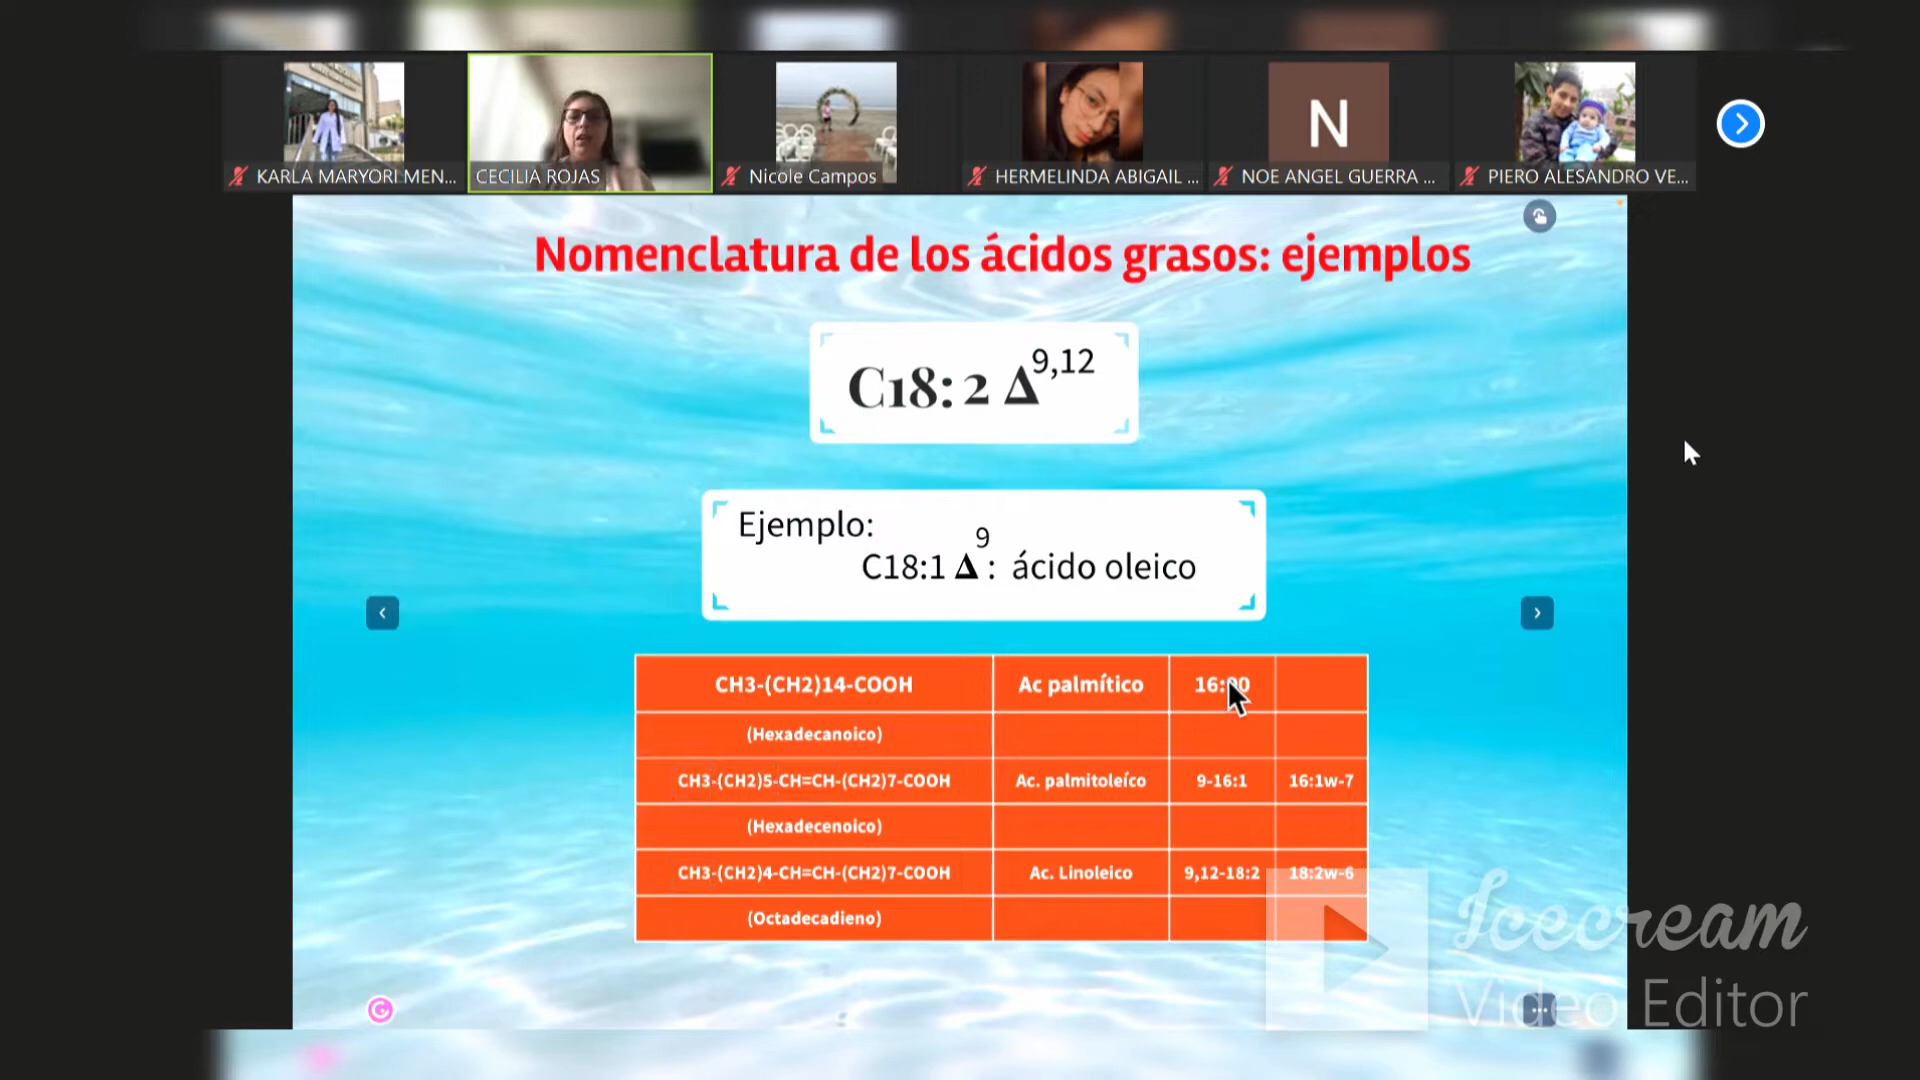 KARLA MARYORI MEN...
CECILIA ROJAS
Nicole Campos
HERMELINDA ABIGAIL ...
N
NOE ANGEL GUERRA ...
PIERO ALESANDRO VE...
Nomenclatura de los ácidos grasos: ejemplos
C18: 2 Δ9,12
Ejemplo:
C18:1 Δ9: ácido oleico
CH3-(CH2)14-COOH Ac palmítico 16:00
(Hexadecanoico)
CH3-(CH2)5-CH=CH-(CH2)7-COOH Ac. palmitoleíco 9-16:1 16:1w-7
(Hexadecenoico)
CH3-(CH2)4-CH=CH-(CH2)7-COOH Ac. Linoleico 9,12-18:2 18:2w-6
(Octadecadieno)
Icecream
Video Editor